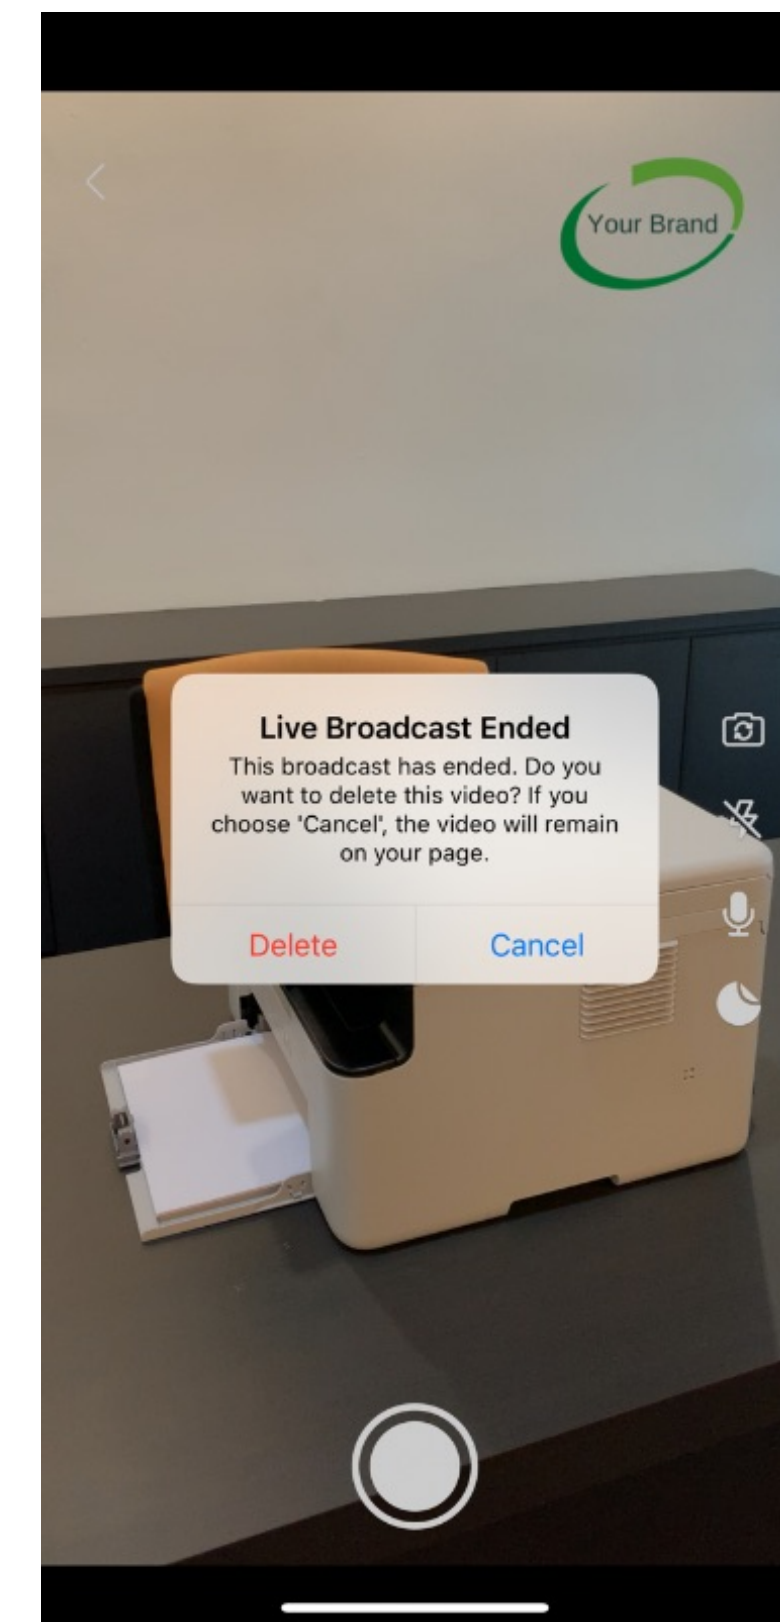 Your Brand
Live Broadcast Ended
This broadcast has ended. Do you
want to delete this video? If you
choose 'Cancel', the video will remain
on your page.
Delete
Cancel